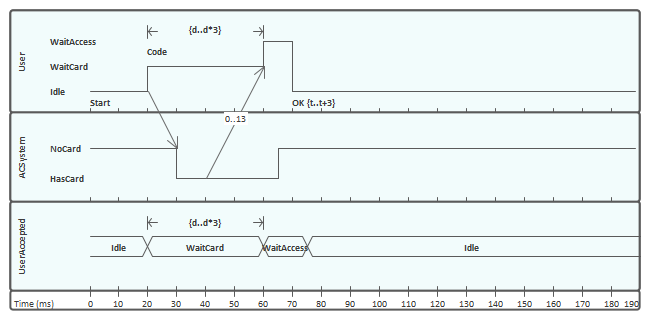 User
WaitAccess
WaitCard
Idle
{d..d*3}
Code
Start
OK {t..t+3}
0..13
ACSystem
NoCard
HasCard
UserAccepted
{d..d*3}
Idle WaitCard WaitAccess Idle
Time (ms) 0 10 20 30 40 50 60 70 80 90 100 110 120 130 140 150 160 170 180 190